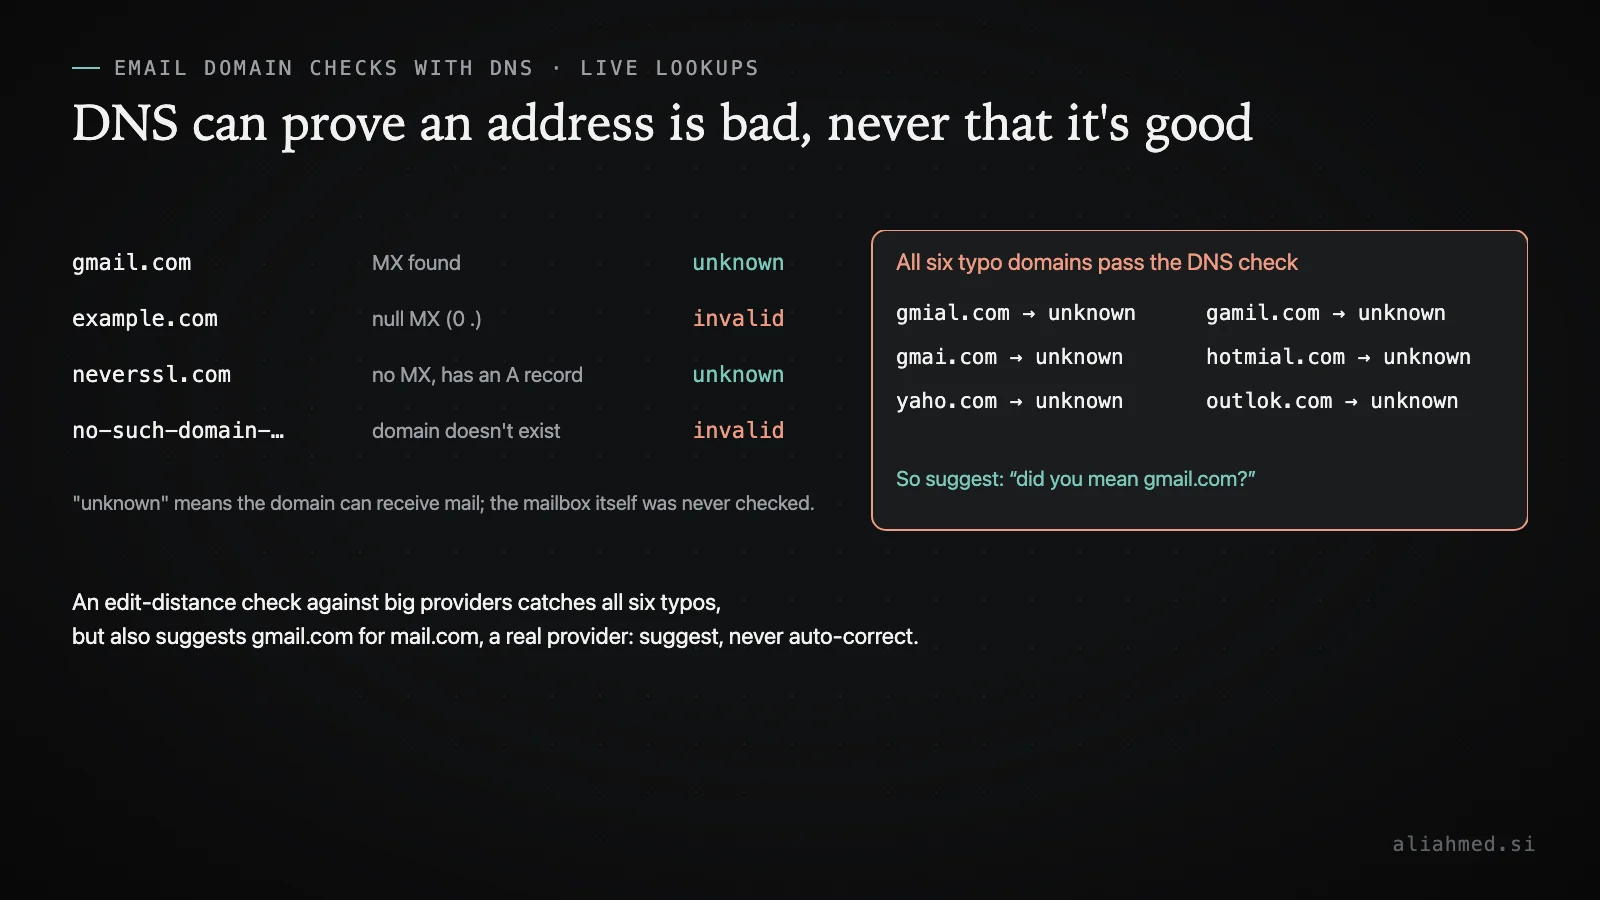 EMAIL DOMAIN CHECKS WITH DNS · LIVE LOOKUPS
DNS can prove an address is bad, never that it's good
gmail.com MX found unknown
example.com null MX (0 .) invalid
neverssl.com no MX, has an A record unknown
no-such-domain-… domain doesn't exist invalid
"unknown" means the domain can receive mail; the mailbox itself was never checked.
All six typo domains pass the DNS check
gmial.com → unknown gamil.com → unknown
gmai.com → unknown hotmial.com → unknown
yaho.com → unknown outlok.com → unknown
So suggest: “did you mean gmail.com?”
An edit-distance check against big providers catches all six typos,
but also suggests gmail.com for mail.com, a real provider: suggest, never auto-correct.
aliahmed.si